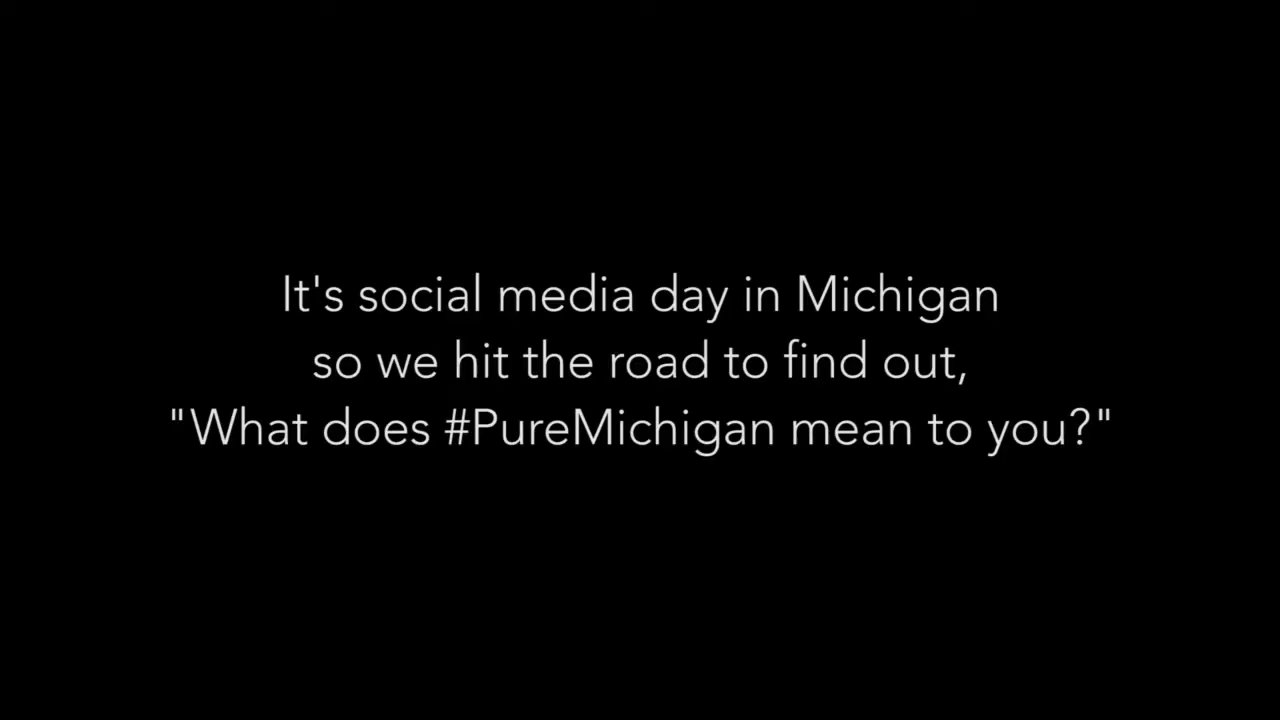 It's social media day in Michigan
so we hit the road to find out,
"What does #PureMichigan mean to you?"